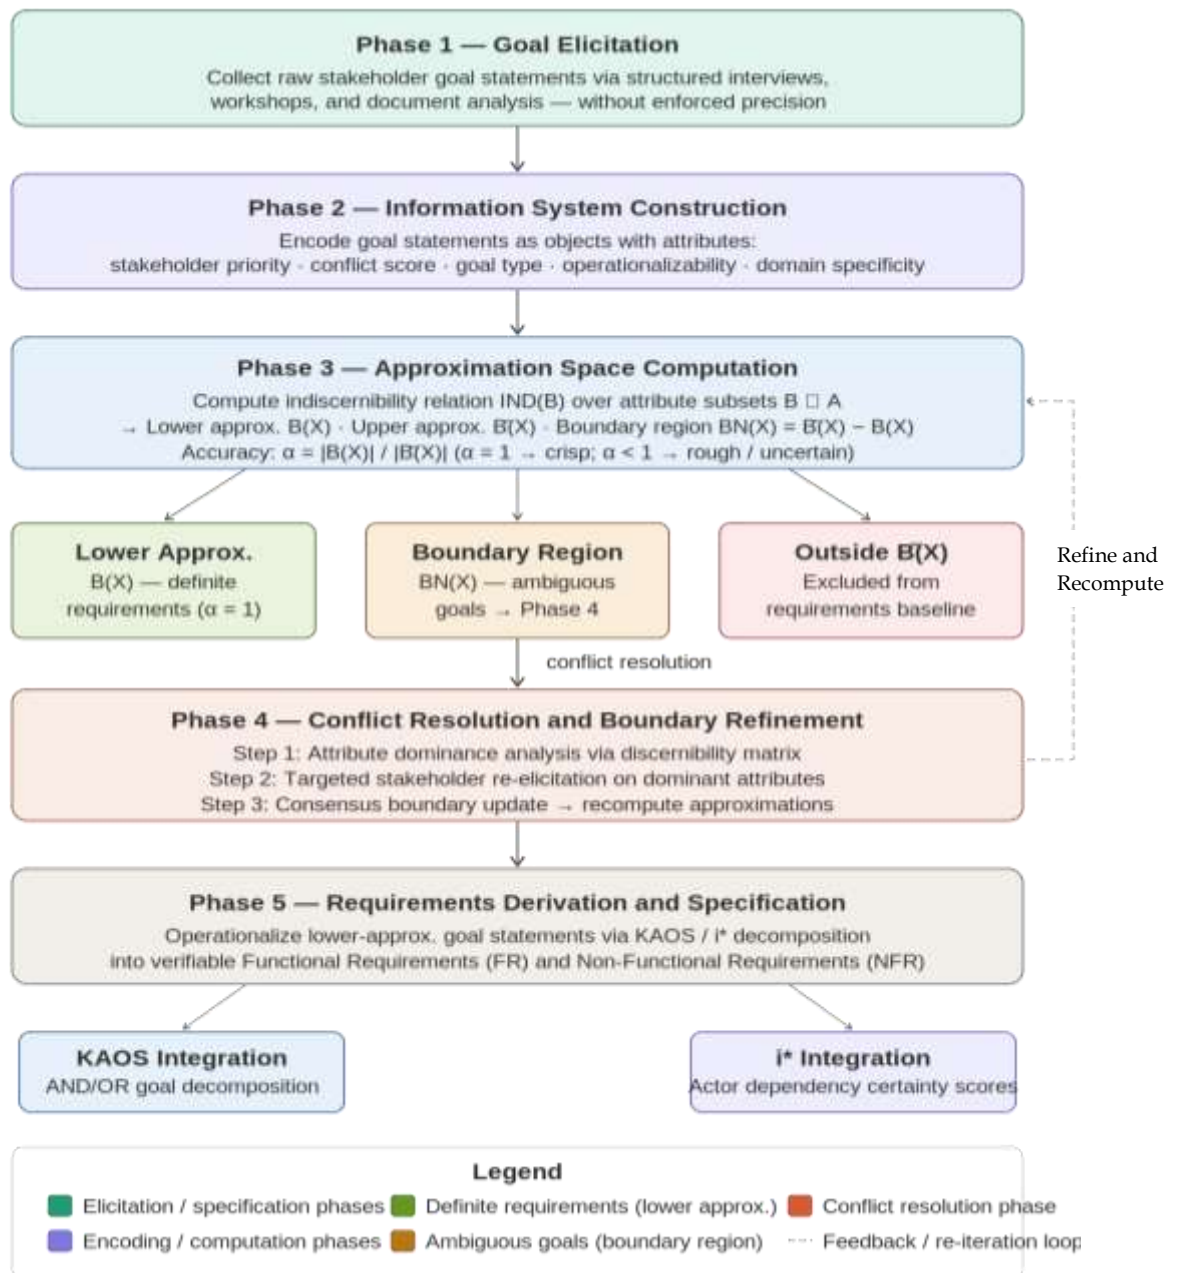 Phase 1 — Goal Elicitation
Collect raw stakeholder goal statements via structured interviews,
workshops, and document analysis — without enforced precision
Phase 2 — Information System Construction
Encode goal statements as objects with attributes:
stakeholder priority · conflict score · goal type · operationalizability · domain specificity
Phase 3 — Approximation Space Computation
Compute indiscernibility relation IND(B) over attribute subsets B □ A
→ Lower approx. B(X) · Upper approx. B̅(X) · Boundary region BN(X) = B̅(X) − B(X)
Accuracy: α = |B(X)| / |B̅(X)| (α = 1 → crisp; α < 1 → rough / uncertain)
Lower Approx.
B(X) — definite
requirements (α = 1)
Boundary Region
BN(X) — ambiguous
goals → Phase 4
Outside B̅(X)
Excluded from
requirements baseline
Refine and
Recompute
conflict resolution
Phase 4 — Conflict Resolution and Boundary Refinement
Step 1: Attribute dominance analysis via discernibility matrix
Step 2: Targeted stakeholder re-elicitation on dominant attributes
Step 3: Consensus boundary update → recompute approximations
Phase 5 — Requirements Derivation and Specification
Operationalize lower-approx. goal statements via KAOS / i* decomposition
into verifiable Functional Requirements (FR) and Non-Functional Requirements (NFR)
KAOS Integration
AND/OR goal decomposition
i* Integration
Actor dependency certainty scores
Legend
Elicitation / specification phases
Definite requirements (lower approx.)
Conflict resolution phase
Encoding / computation phases
Ambiguous goals (boundary region)
Feedback / re-iteration loop